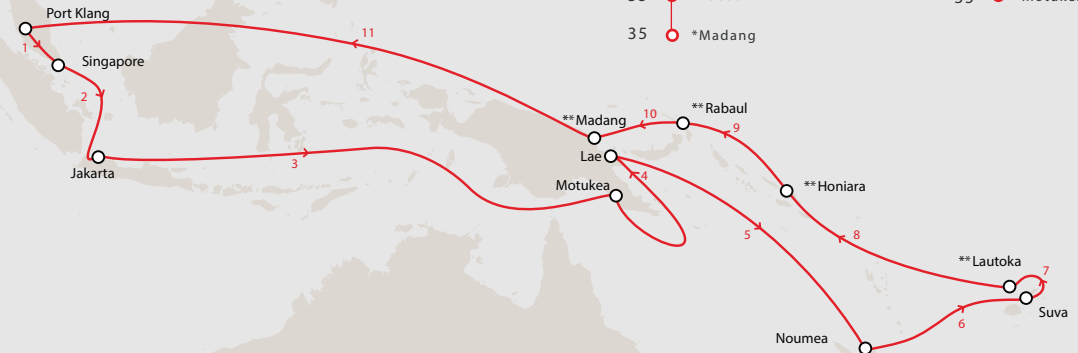 Port Klang
35
*Madang
11
1
Singapore
2
**Rabaul
10
**Madang
9
Lae
3
Jakarta
4
Motukea
**Honiara
5
8
**Lautoka
7
Suva
6
Noumea